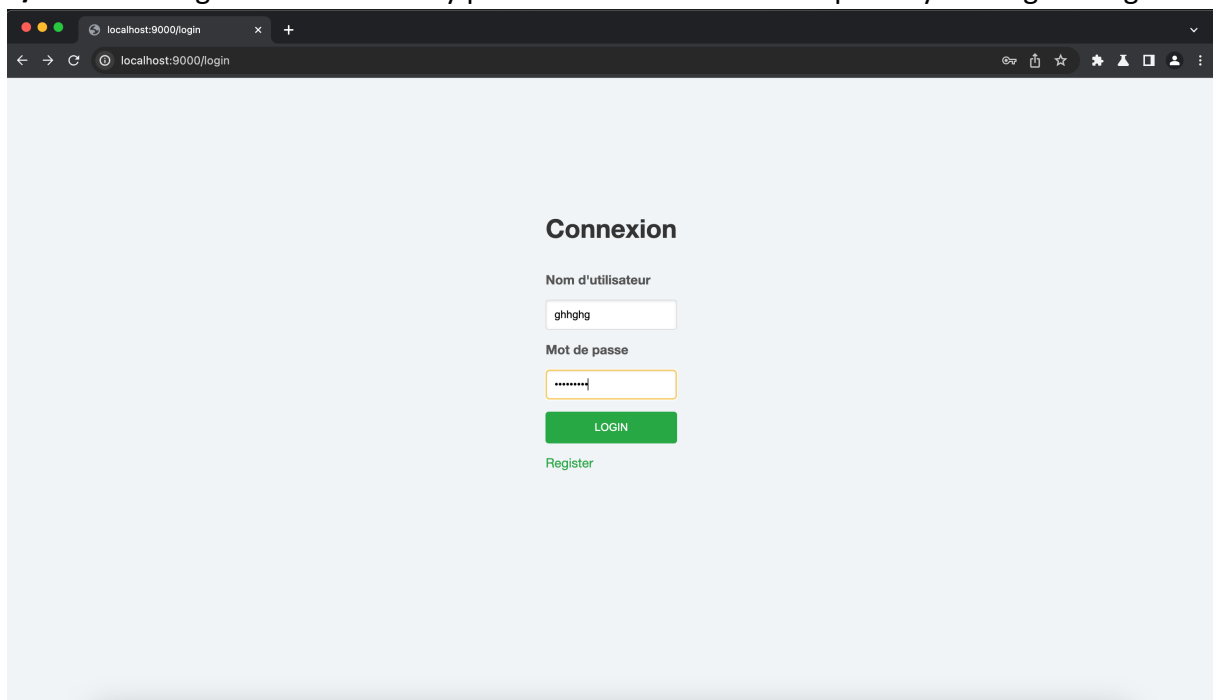 localhost:9000/login
localhost:9000/login
Connexion
Nom d'utilisateur
ghhghg
Mot de passe
•••••••••
LOGIN
Register